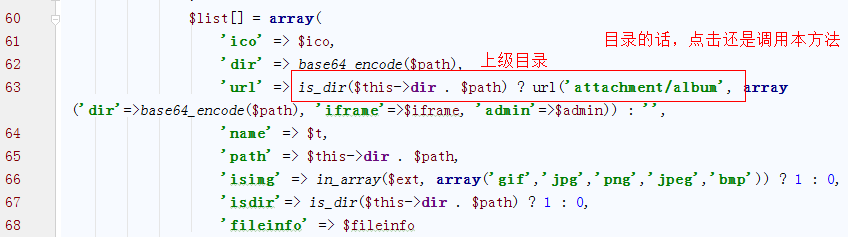 60 $list[] = array(
61 'ico' => $ico, 目录的话，点击还是调用本方法
62 'dir' => base64_encode($path), 上级目录
63 'url' => is_dir($this->dir . $path) ? url('attachment/album', array
('dir'=>base64_encode($path), 'iframe'=>$iframe, 'admin'=>$admin)) : '',
64 'name' => $t,
65 'path' => $this->dir . $path,
66 'isimg' => in_array($ext, array('gif','jpg','png','jpeg','bmp')) ? 1 : 0,
67 'isdir'=> is_dir($this->dir . $path) ? 1 : 0,
68 'fileinfo' => $fileinfo